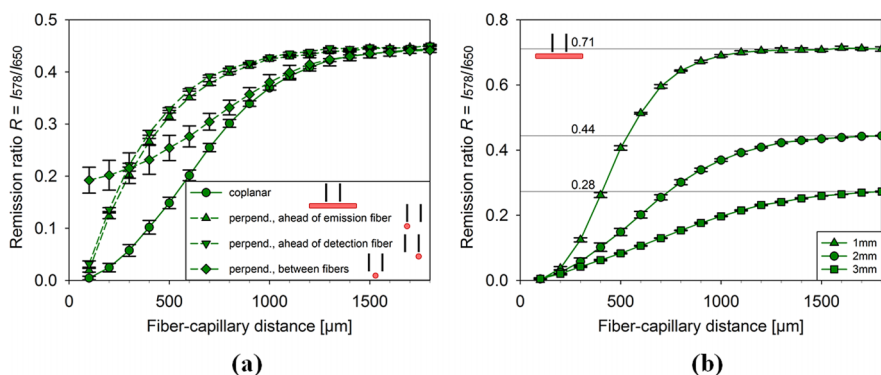 Remission ratio R = I578/I650
0.5
0.4
0.3
0.2
0.1
0.0
coplanar
perpend., ahead of emission fiber
perpend., ahead of detection fiber
perpend., between fibers
0 500 1000 1500
Fiber-capillary distance [µm]
(a)
Remission ratio R = I578/I650
0.8
0.6
0.4
0.2
0.0
0.71
0.44
0.28
1mm
2mm
3mm
0 500 1000 1500
Fiber-capillary distance [µm]
(b)